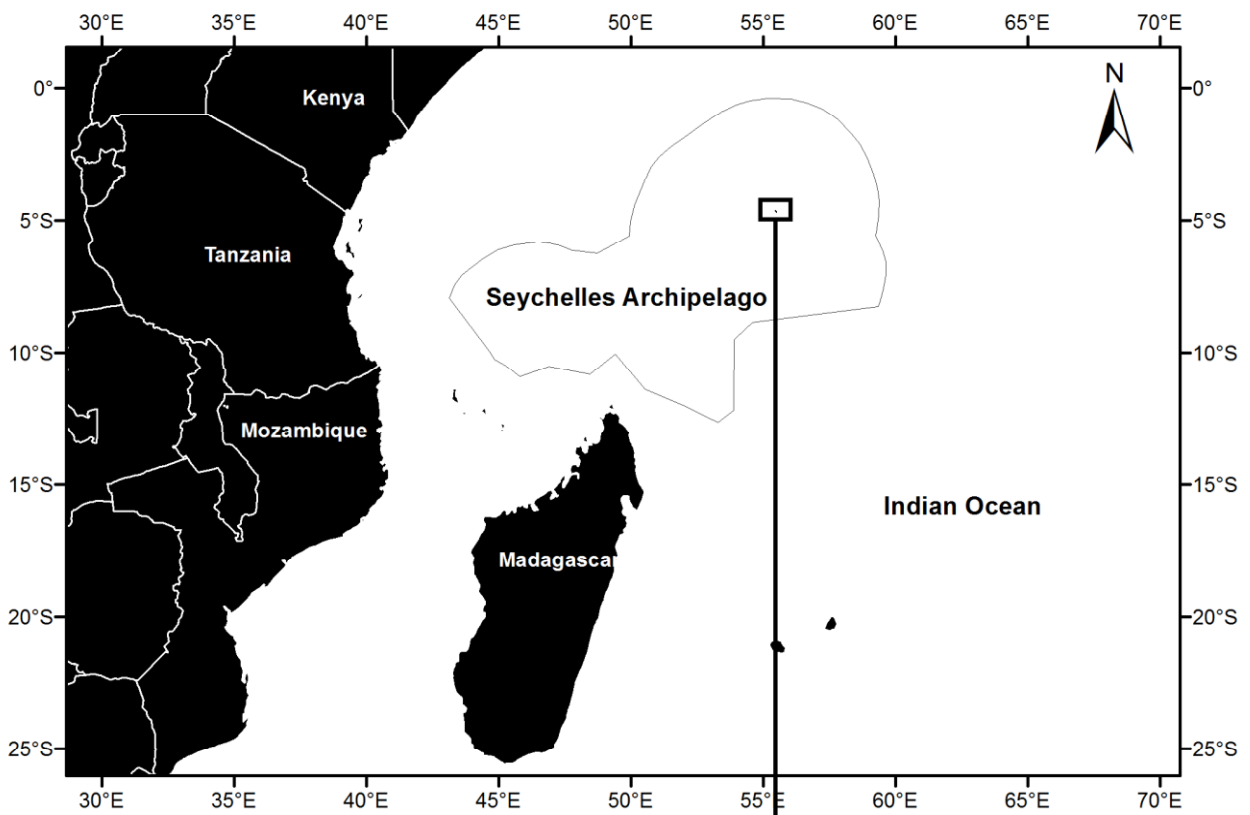 30°E 35°E 40°E 45°E 50°E 55°E 60°E 65°E 70°E
N
0° 0°
Kenya
5°S 5°S
Tanzania
Seychelles Archipelago
10°S 10°S
Mozambique
15°S 15°S
Indian Ocean
Madagascar
20°S 20°S
25°S 25°S
30°E 35°E 40°E 45°E 50°E 55°E 60°E 65°E 70°E